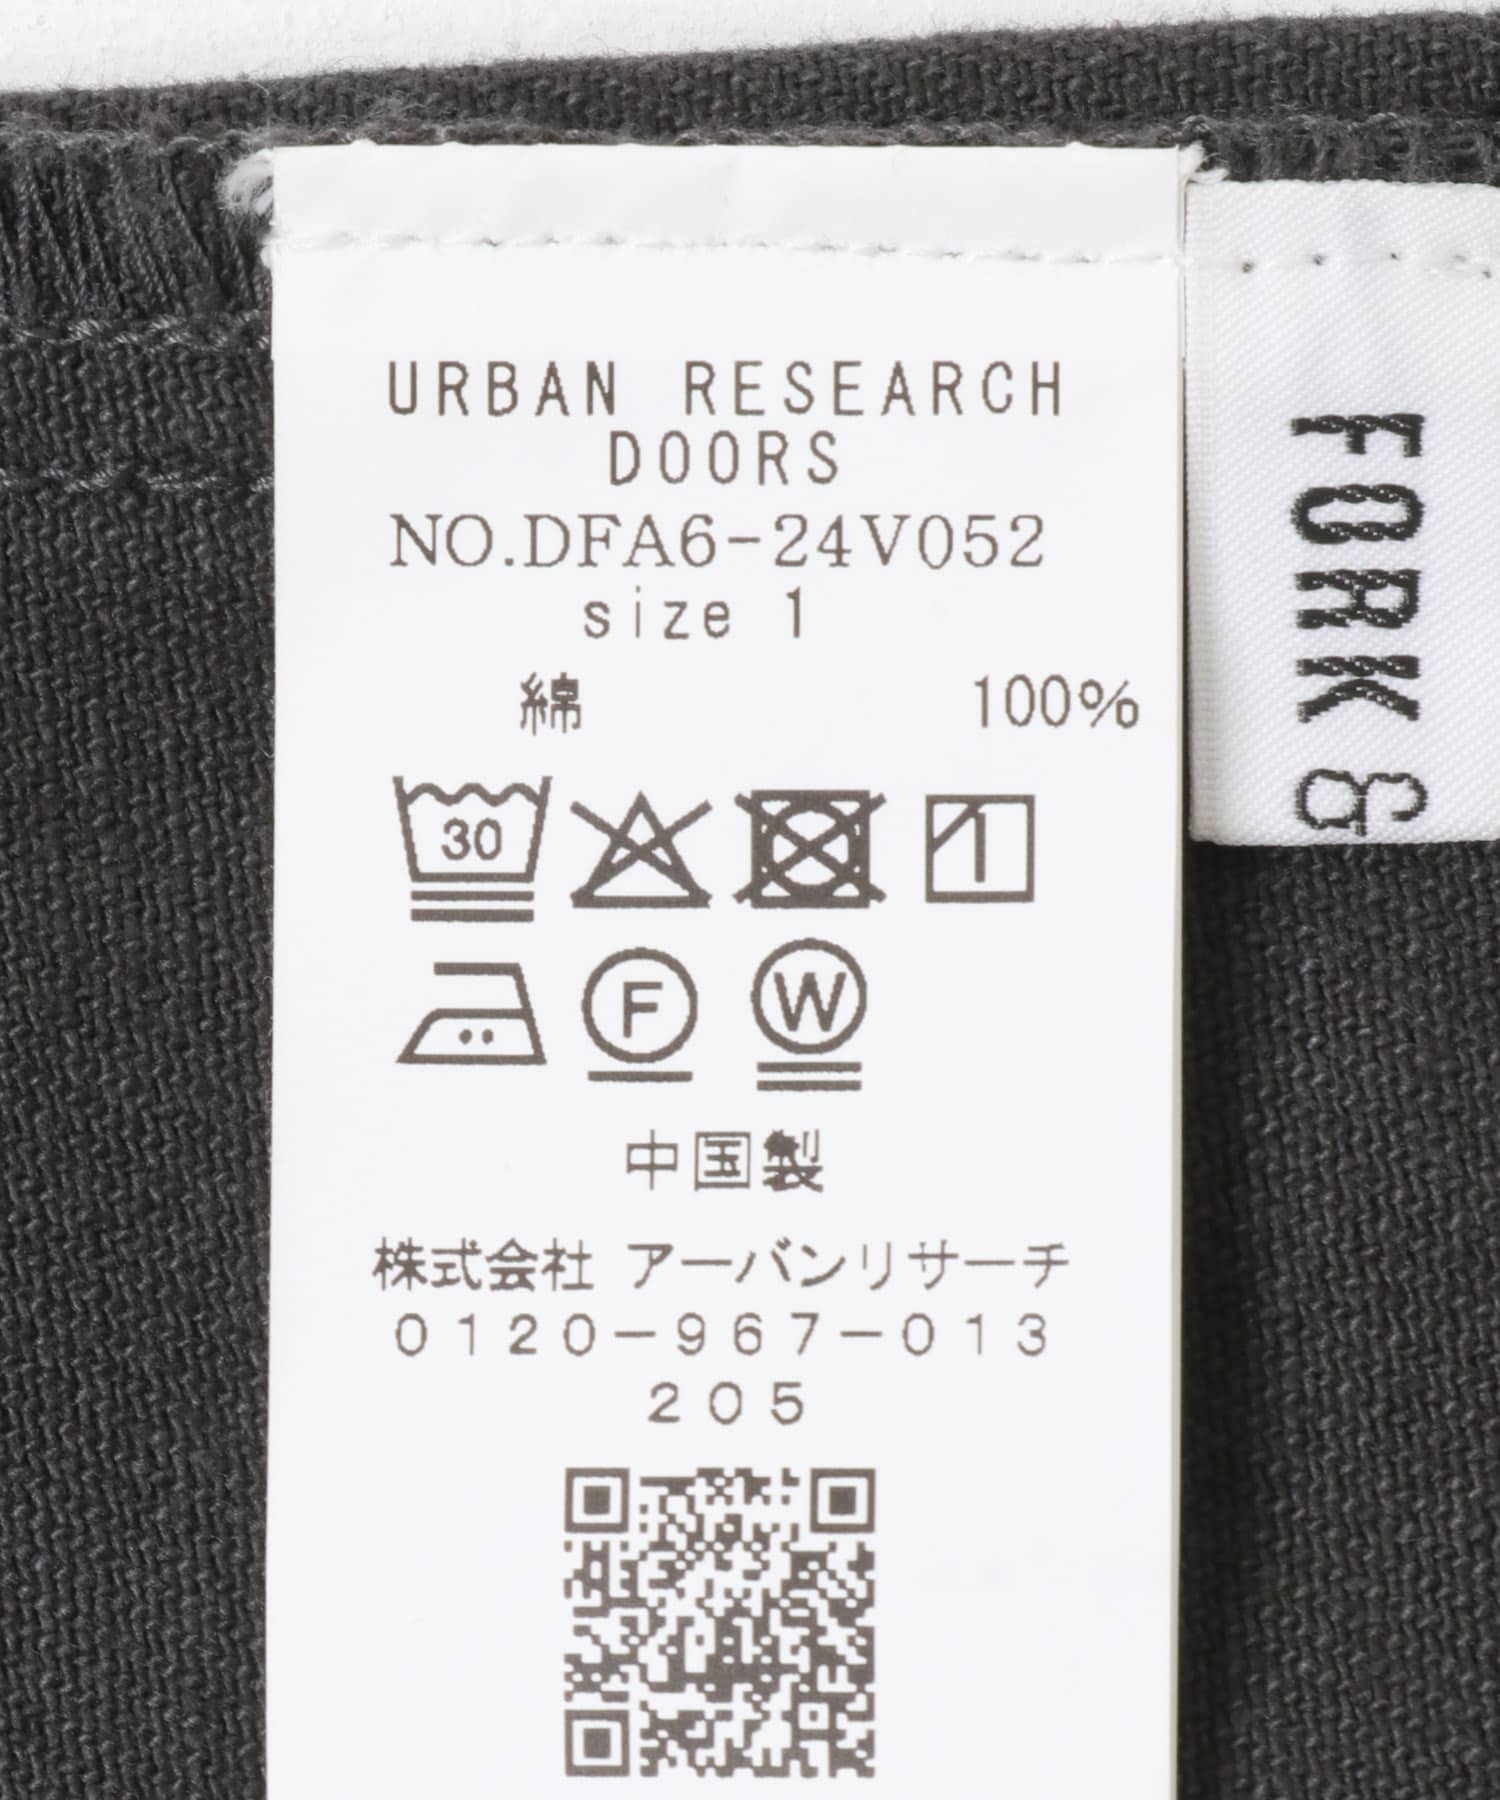 URBAN RESEARCH
DOORS
NO.DFA6-24V052
size 1
綿 100%
30
F W
中国製
株式会社 アーバンリサーチ
0120-967-013
205
FORK &